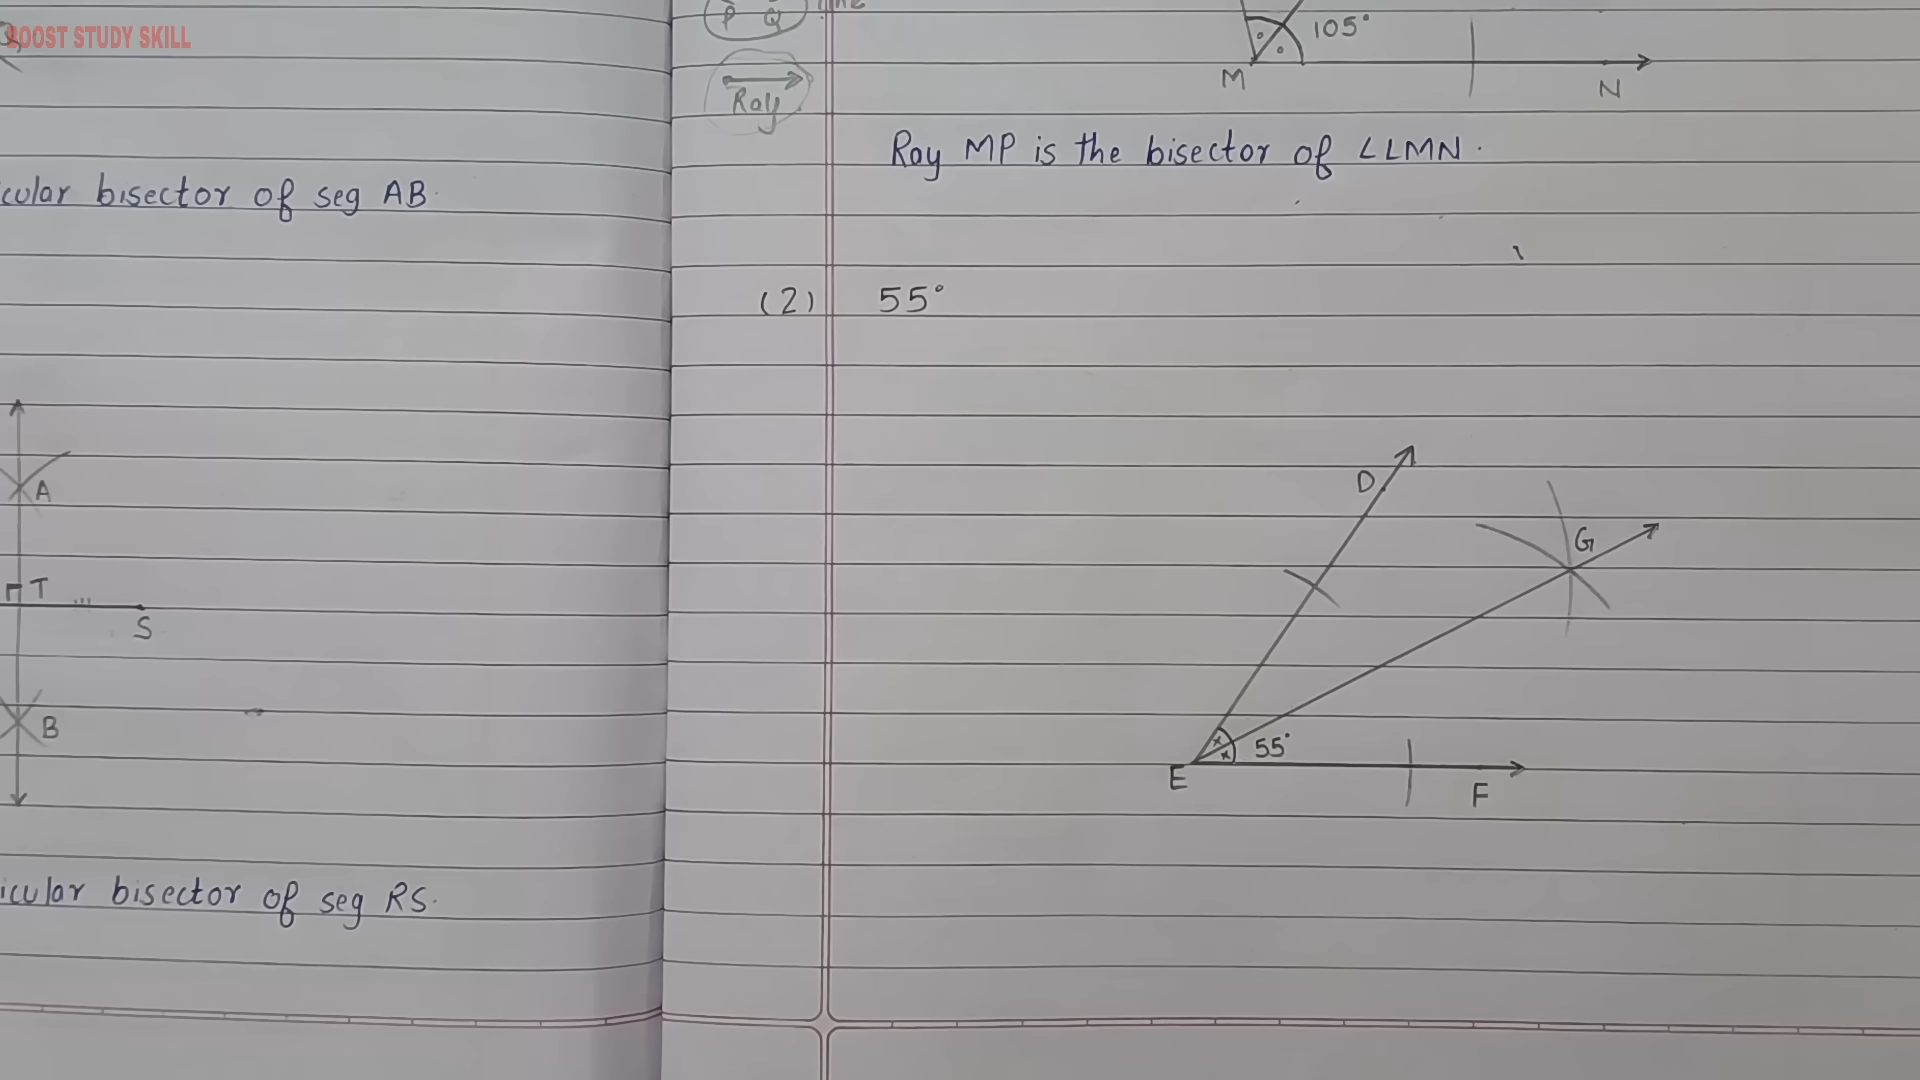 BOOST STUDY SKILL
cular bisector of seg AB.
A
T
S
B
icular bisector of seg RS.
P Q
Ray
105°
M
N
Ray MP is the bisector of ∠LMN.
(2) 55°
D
G
x
x
55°
E
F